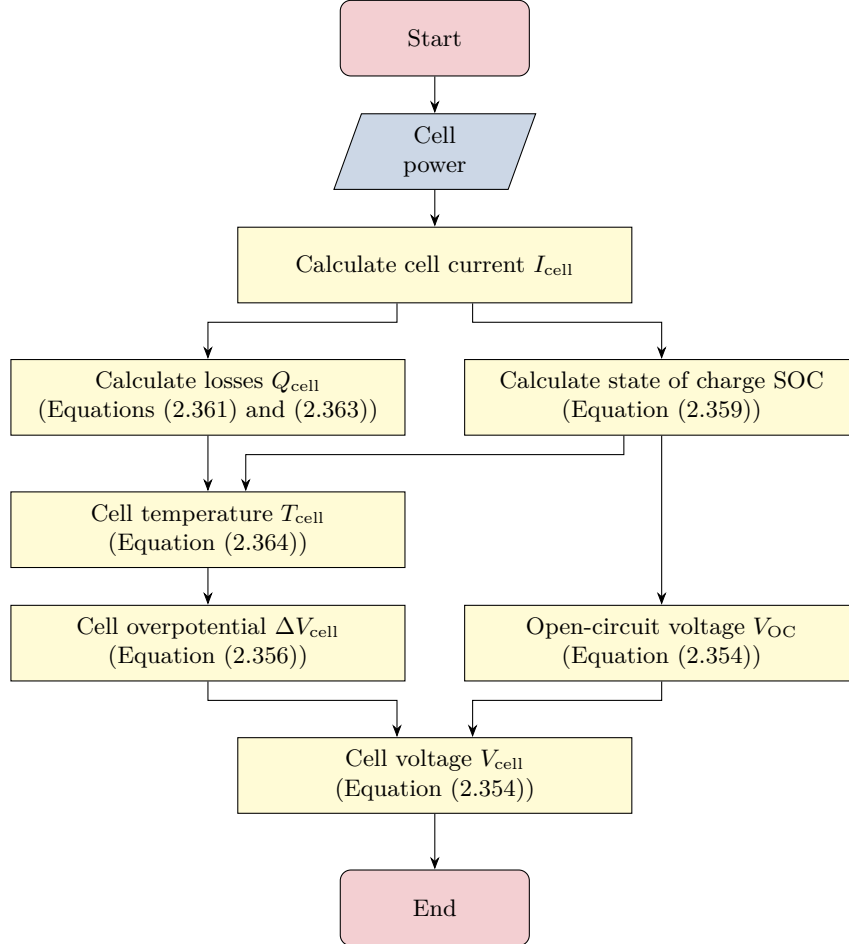 Start
Cell
power
Calculate cell current I_cell
Calculate losses Q_cell
(Equations (2.361) and (2.363))
Calculate state of charge SOC
(Equation (2.359))
Cell temperature T_cell
(Equation (2.364))
Cell overpotential ΔV_cell
(Equation (2.356))
Open-circuit voltage V_OC
(Equation (2.354))
Cell voltage V_cell
(Equation (2.354))
End